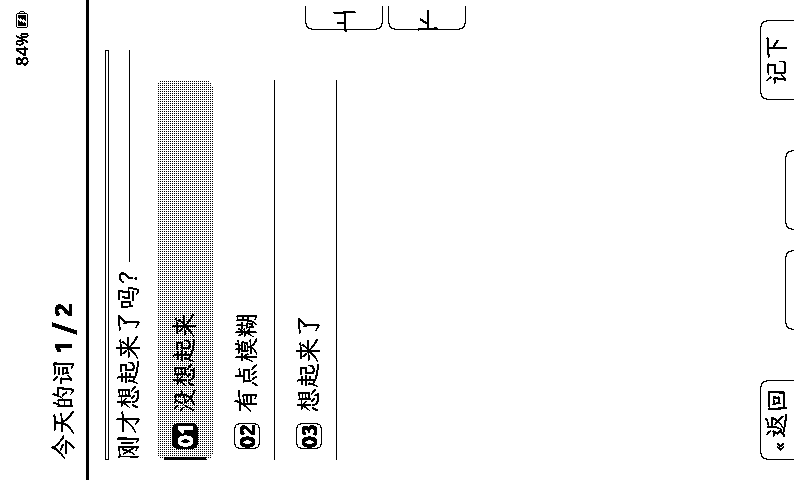 84%
今天的词 1/2
刚才想起来了吗?
01 没想起来
02 有点模糊
03 想起来了
«返回
记下